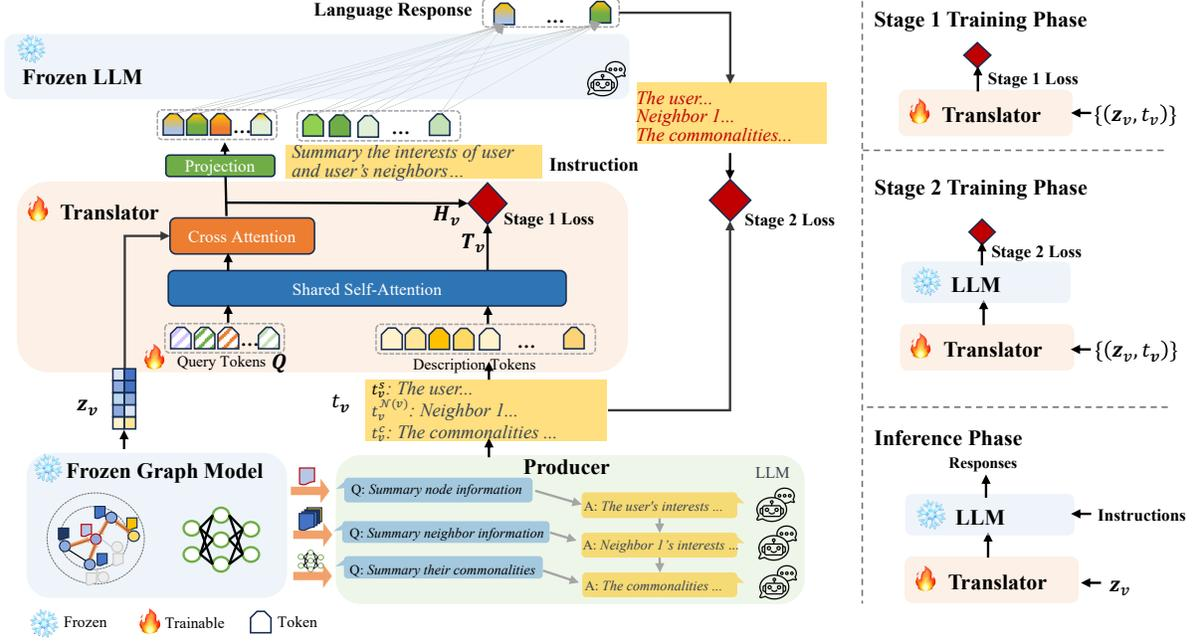 Language Response
...
Frozen LLM
...
...
The user...
Neighbor 1...
The commonalities...
Projection
Summary the interests of user
and user's neighbors...
Instruction
Translator
H_v
Stage 1 Loss
Stage 2 Loss
Cross Attention
T_v
Shared Self-Attention
...
...
Query Tokens Q
Description Tokens
z_v
t_v
t_v^s: The user...
t_v^N(v): Neighbor 1...
t_v^c: The commonalities ...
Frozen Graph Model
Producer
LLM
Q: Summary node information
A: The user's interests ...
Q: Summary neighbor information
A: Neighbor 1's interests ...
Q: Summary their commonalities
A: The commonalities ...
Frozen
Trainable
Token
Stage 1 Training Phase
Stage 1 Loss
Translator
{(z_v, t_v)}
Stage 2 Training Phase
Stage 2 Loss
LLM
Translator
{(z_v, t_v)}
Inference Phase
Responses
LLM
Instructions
Translator
z_v